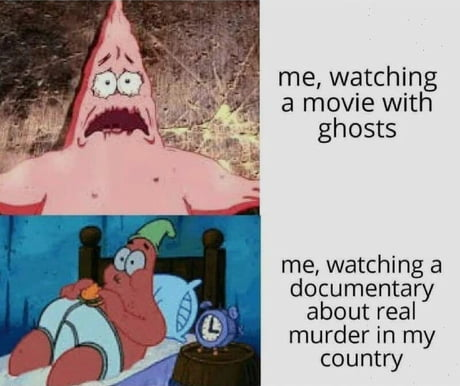 me, watching
a movie with
ghosts
me, watching a
documentary
about real
murder in my
country